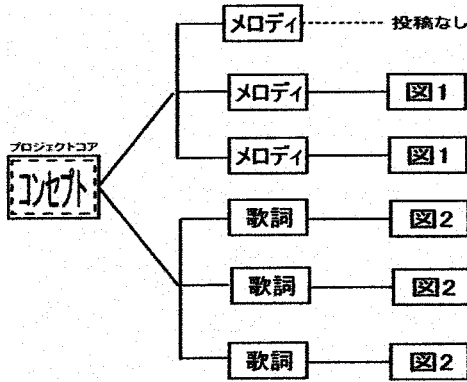 メロディ 投稿なし
メロディ 図1
プロジェクトコア
メロディ 図1
コンセプト
歌詞 図2
歌詞 図2
歌詞 図2